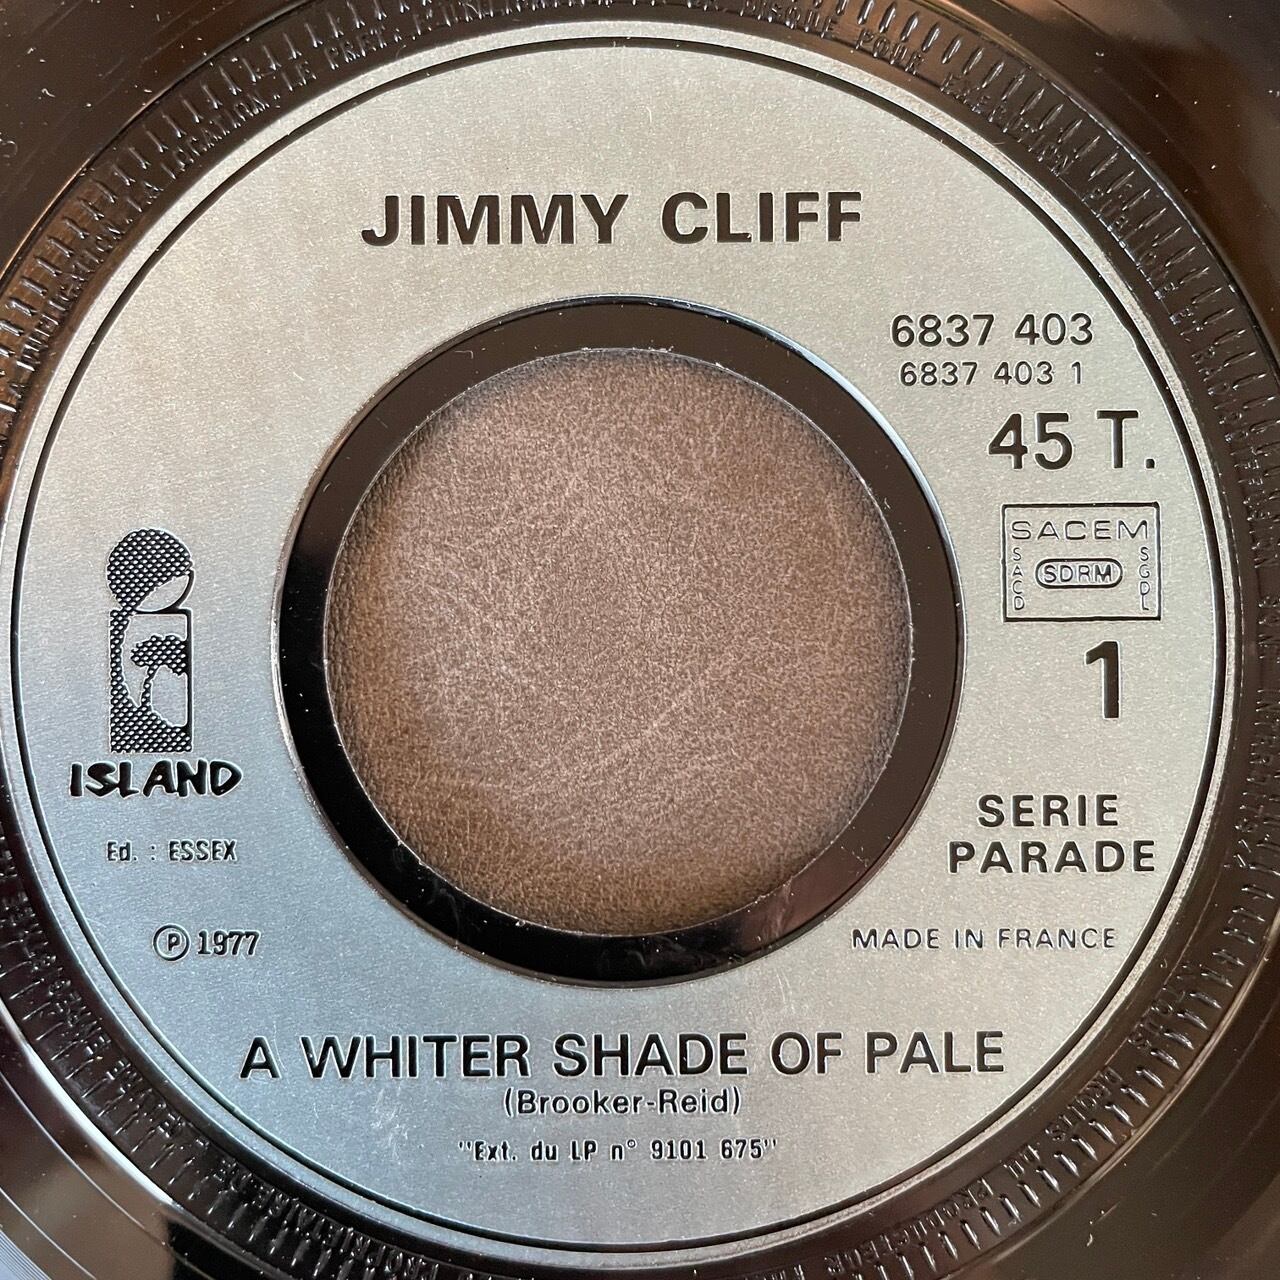 JIMMY CLIFF
6837 403
6837 403 1
45 T.
SACEM
SACD
SDRM
SGDL
1
ISLAND
SERIE
PARADE
Ed. : ESSEX
℗ 1977
MADE IN FRANCE
A WHITER SHADE OF PALE
(Brooker-Reid)
"Ext. du LP n° 9101 675"